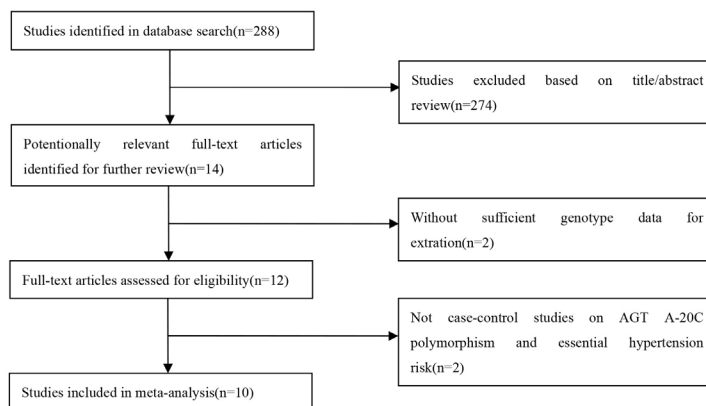 Studies identified in database search(n=288)
Studies excluded based on title/abstract
review(n=274)
Potentionally relevant full-text articles
identified for further review(n=14)
Without sufficient genotype data for
extration(n=2)
Full-text articles assessed for eligibility(n=12)
Not case-control studies on AGT A-20C
polymorphism and essential hypertension
risk(n=2)
Studies included in meta-analysis(n=10)